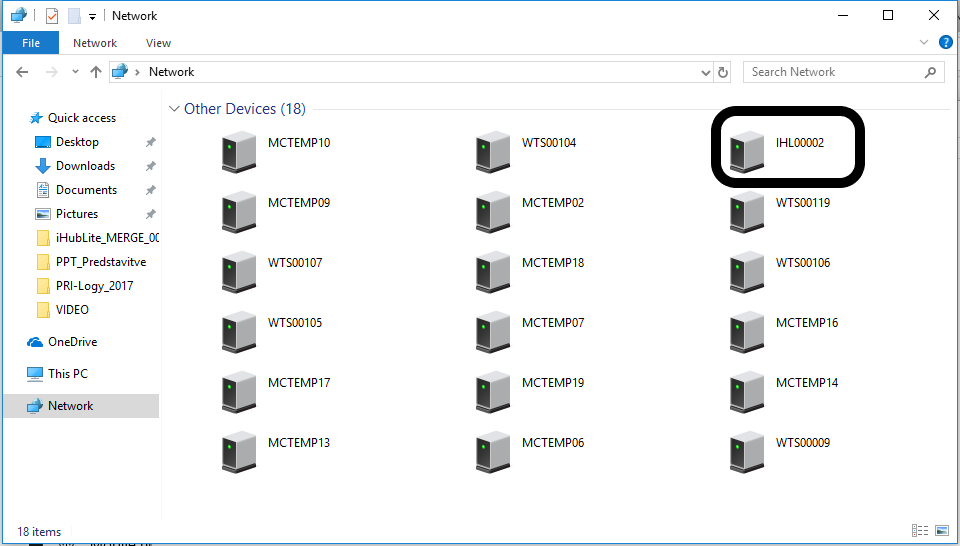 Network
File
Network
View
Network
Search Network
Quick access
Desktop
Downloads
Documents
Pictures
iHubLite_MERGE_00
PPT_Predstavitve
PRI-Logy_2017
VIDEO
OneDrive
This PC
Network
Other Devices (18)
MCTEMP10
WTS00104
IHL00002
MCTEMP09
MCTEMP02
WTS00119
WTS00107
MCTEMP18
WTS00106
WTS00105
MCTEMP07
MCTEMP16
MCTEMP17
MCTEMP19
MCTEMP14
MCTEMP13
MCTEMP06
WTS00009
18 items